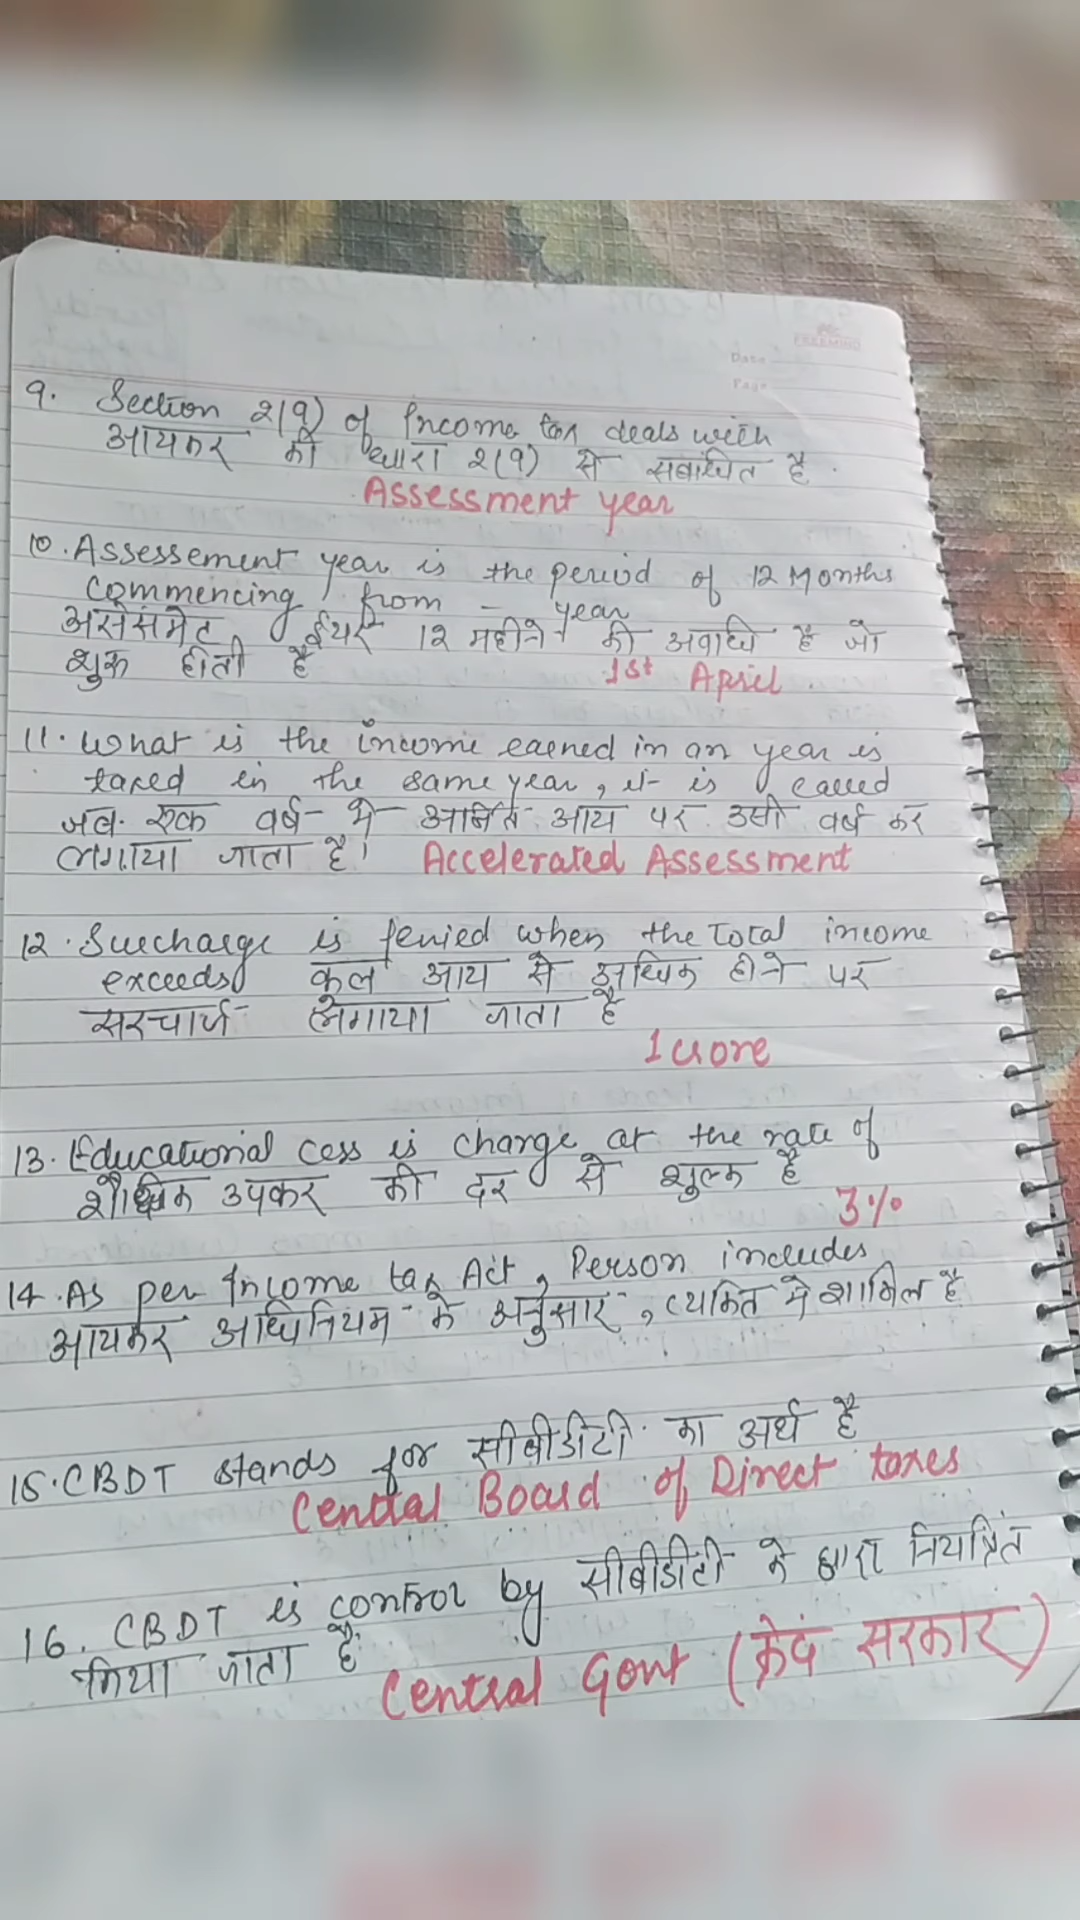 FREEMIND
Date
Page
9. Section 2(9) of Income tax deals with
आयकर की धारा 2(9) से संबंधित है .
Assessment year
10. Assessement year is the period of 12 Months
commencing from - year
असेसमेंट ईयर 12 महीने की अवधि है जो
शुरू होती है
1st April.
11. What is the income earned in an year is
taxed in the same year, it is called
जब एक वर्ष में अर्जित आय पर उसी वर्ष कर
लगाया जाता है।
Accelerated Assessment
12. Surcharge is levied when the total income
exceeds कुल आय से अधिक होने पर
सरचार्ज लगाया जाता है
1 crore
13. Educational cess is charge at the rate of
शैक्षिक उपकर की दर से शुल्क है
3%
14. As per Income tax Act, Person includes
आयकर अधिनियम के अनुसार, व्यक्ति में शामिल है
15. CBDT stands for सीबीडीटी का अर्थ है
Central Board of Direct taxes
16. CBDT is control by सीबीडीटी के द्वारा नियंत्रित
किया जाता है
Central Govt (केंद्र सरकार)